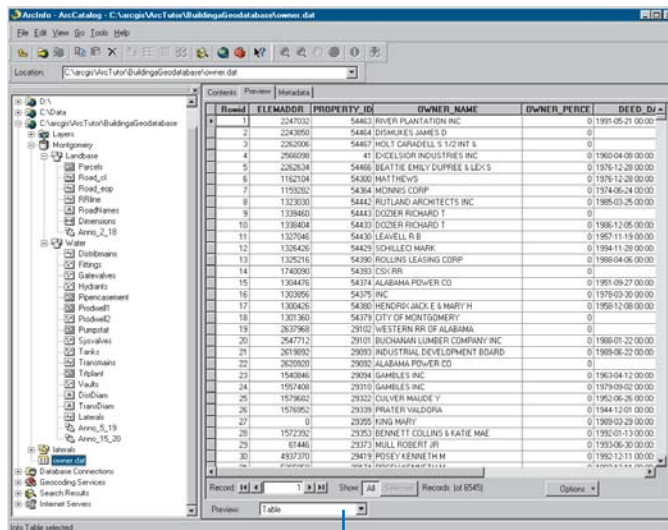 ArcInfo - ArcCatalog - C:\arcgis\ArcTutor\BuildingaGeodatabase\owner.dat
File Edit View Go Tools Help
Location: C:\arcgis\ArcTutor\BuildingaGeodatabase\owner.dat
Contents Preview Metadata
D:\
C:\Data
C:\arcgis\ArcTutor\BuildingaGeodatabase
Layers
Montgomery
Landbase
Parcels
Road_cl
Road_eop
RRline
RoadNames
Dimensions
Anno_2_18
Water
Distribmains
Fittings
Gatevalves
Hydrants
Pipencasement
Prodwell1
Prodwell2
Pumpstat
Sysvalves
Tanks
Transmains
Trtplant
Vaults
DistDiam
TransDiam
Laterals
Anno_5_19
Anno_15_20
laterals
owner.dat
Database Connections
Geocoding Services
Search Results
Internet Servers
Rowid ELEMADDR PROPERTY_ID OWNER_NAME OWNER_PERCE DEED_DA
1 2247032 54463 RIVER PLANTATION INC 0 1991-05-21 00:00:
2 2243850 54464 DISMUKES JAMES D 0
3 2262006 54467 HOLT CARADELL S 1/2 INT & 0
4 2566098 41 EXCELSIOR INDUSTRIES INC 0 1960-04-08 00:00:
5 2262634 54466 BEATTIE EMILY DUPREE & LEX S 0 1976-12-28 00:00:
6 1162104 54300 MATTHEWS 0 1976-12-28 00:00:
7 1159202 54364 MCINNIS CORP 0 1974-06-24 00:00:
8 1323030 54442 RUTLAND ARCHITECTS INC 0 1985-03-25 00:00:
9 1339460 54443 DOZIER RICHARD T 0
10 1338404 54433 DOZIER RICHARD T 0 1986-12-05 00:00:
11 1327046 54430 LEAVELL R B 0 1957-11-19 00:00:
12 1326426 54429 SCHILLECI MARK 0 1994-11-28 00:00:
13 1325216 54390 ROLLINS LEASING CORP 0 1988-04-06 00:00:
14 1740090 54393 CSX RR 0
15 1304476 54374 ALABAMA POWER CO 0 1951-09-27 00:00:
16 1303856 54375 INC 0 1979-03-30 00:00:
17 1300426 54380 HENDRIX JACK E & MARY H 0 1958-12-08 00:00:
18 1301360 54379 CITY OF MONTGOMERY 0
19 2637968 29102 WESTERN RR OF ALABAMA 0
20 2547712 29101 BUCHANAN LUMBER COMPANY INC 0 1988-01-22 00:00:
21 2619892 29093 INDUSTRIAL DEVELOPMENT BOARD 0 1989-06-22 00:00:
22 2620920 29092 ALABAMA POWER CO 0
23 1540846 29094 GAMBLES INC 0 1963-04-12 00:00:
24 1557408 29310 GAMBLES INC 0 1979-09-02 00:00:
25 1579682 29322 CULVER MAUDE Y 0 1952-06-26 00:00:
26 1576952 29339 PRATER VALDORA 0 1944-12-01 00:00:
27 0 29355 KING MARY 0 1989-03-29 00:00:
28 1572392 29353 BENNETT COLLINS & KATIE MAE 0 1992-01-13 00:00:
29 61446 29373 MULL ROBERT JR 0 1993-06-30 00:00:
30 4937370 29419 POSEY KENNETH M 0 1992-12-11 00:00:
Record: 1 Show: All Selected Records (of 6545) Options
Preview: Table
Info Table selected